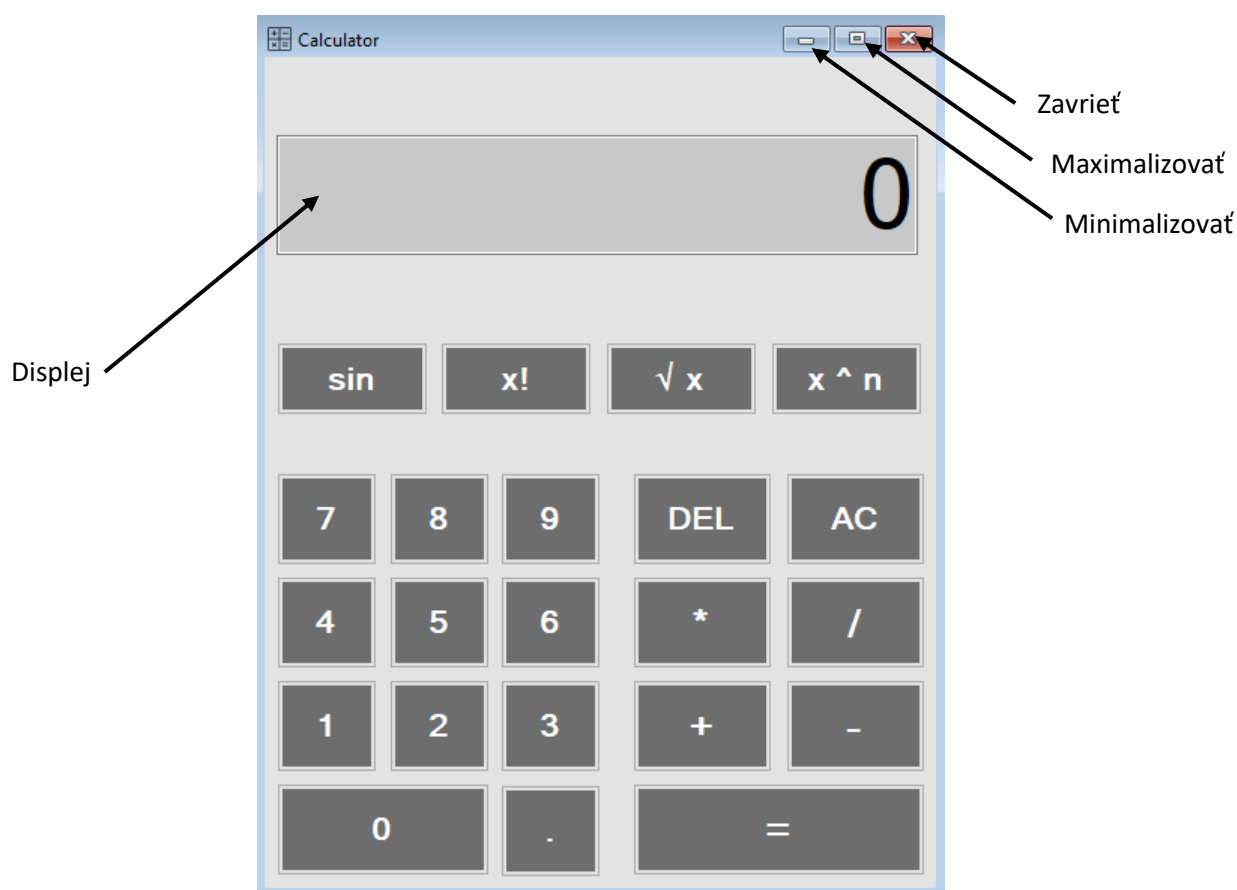 Calculator
Zavrieť
Maximalizovať
0
Minimalizovať
Displej
sin x! √ x x ^ n
7 8 9 DEL AC
4 5 6 * /
1 2 3 + -
0 . =